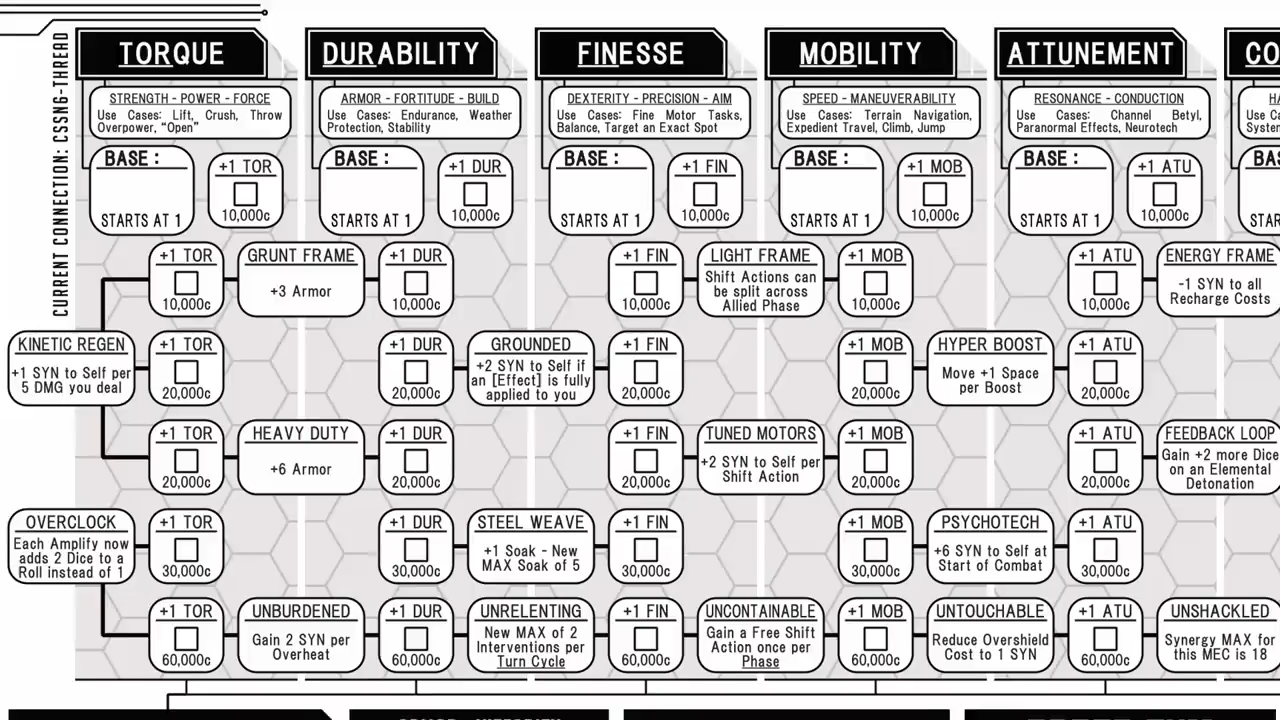 CURRENT CONNECTION: CSSN6-THREAD
TORQUE
STRENGTH - POWER - FORCE
Use Cases: Lift, Crush, Throw
Overpower, “Open”
BASE :
STARTS AT 1
+1 TOR
10,000c
DURABILITY
ARMOR - FORTITUDE - BUILD
Use Cases: Endurance, Weather
Protection, Stability
BASE :
STARTS AT 1
+1 DUR
10,000c
FINESSE
DEXTERITY - PRECISION - AIM
Use Cases: Fine Motor Tasks,
Balance, Target an Exact Spot
BASE :
STARTS AT 1
+1 FIN
10,000c
MOBILITY
SPEED - MANEUVERABILITY
Use Cases: Terrain Navigation,
Expedient Travel, Climb, Jump
BASE :
STARTS AT 1
+1 MOB
10,000c
ATTUNEMENT
RESONANCE - CONDUCTION
Use Cases: Channel Betyl,
Paranormal Effects, Neurotech
BASE :
STARTS AT 1
+1 ATU
10,000c
CO
HA
Use Ca
System
BAS
STA
+1 TOR
10,000c
GRUNT FRAME
+3 Armor
+1 DUR
10,000c
+1 FIN
10,000c
LIGHT FRAME
Shift Actions can
be split across
Allied Phase
+1 MOB
10,000c
+1 ATU
10,000c
ENERGY FRAME
-1 SYN to all
Recharge Costs
KINETIC REGEN
+1 SYN to Self per
5 DMG you deal
+1 TOR
20,000c
+1 DUR
20,000c
GROUNDED
+2 SYN to Self if
an [Effect] is fully
applied to you
+1 FIN
20,000c
+1 MOB
20,000c
HYPER BOOST
Move +1 Space
per Boost
+1 ATU
20,000c
+1 TOR
20,000c
HEAVY DUTY
+6 Armor
+1 DUR
20,000c
+1 FIN
20,000c
TUNED MOTORS
+2 SYN to Self per
Shift Action
+1 MOB
20,000c
+1 ATU
20,000c
FEEDBACK LOOP
Gain +2 more Dice
on an Elemental
Detonation
OVERCLOCK
Each Amplify now
adds 2 Dice to a
Roll instead of 1
+1 TOR
30,000c
+1 DUR
30,000c
STEEL WEAVE
+1 Soak - New
MAX Soak of 5
+1 FIN
30,000c
+1 MOB
30,000c
PSYCHOTECH
+6 SYN to Self at
Start of Combat
+1 ATU
30,000c
+1 TOR
60,000c
UNBURDENED
Gain 2 SYN per
Overheat
+1 DUR
60,000c
UNRELENTING
New MAX of 2
Interventions per
Turn Cycle
+1 FIN
60,000c
UNCONTAINABLE
Gain a Free Shift
Action once per
Phase
+1 MOB
60,000c
UNTOUCHABLE
Reduce Overshield
Cost to 1 SYN
+1 ATU
60,000c
UNSHACKLED
Synergy MAX for
this MEC is 18